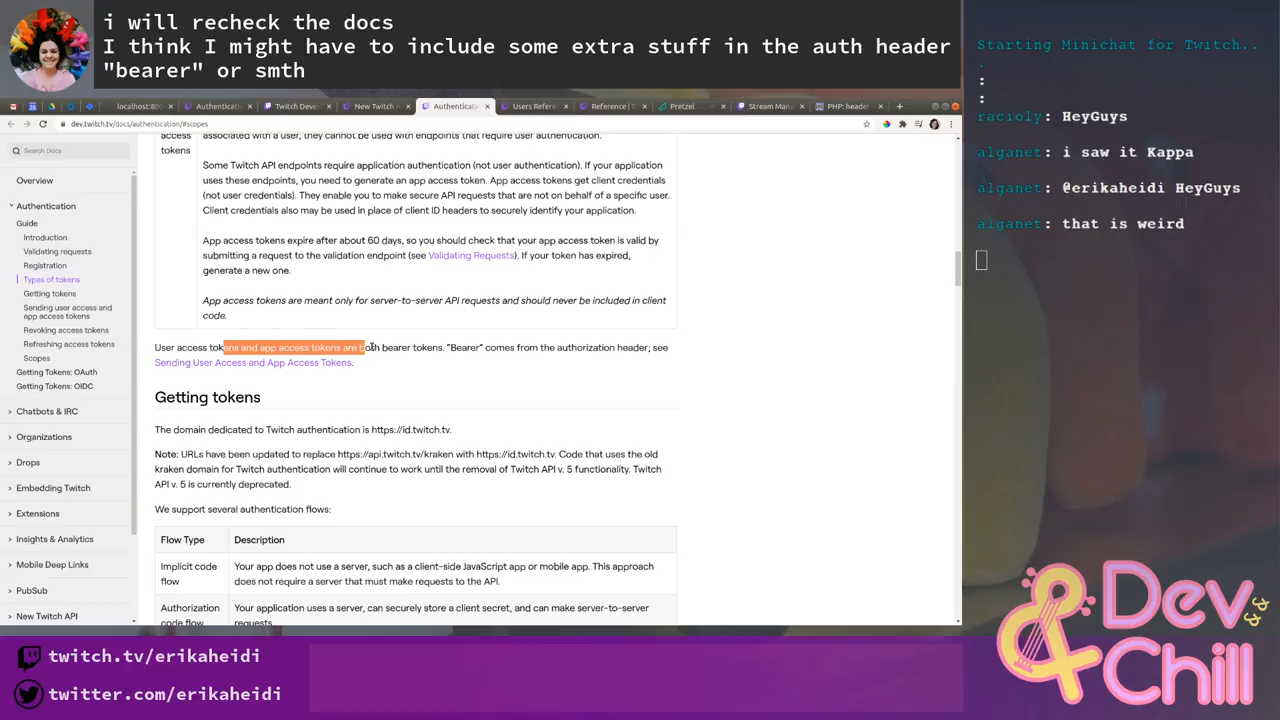 i will recheck the docs
I think I might have to include some extra stuff in the auth header
"bearer" or smth
Starting Minichat for Twitch..
.
:
:
racioly: HeyGuys
alganet: i saw it Kappa
alganet: @erikaheidi HeyGuys
alganet: that is weird
localhost:80
Authentica
Twitch Devel
New Twitch A
Authenticati
Users Refere
Reference | T
Pretzel
Stream Man
PHP: header
dev.twitch.tv/docs/authentication/#scopes
Search Docs
Overview
Authentication
Guide
Introduction
Validating requests
Registration
Types of tokens
Getting tokens
Sending user access and
app access tokens
Revoking access tokens
Refreshing access tokens
Scopes
Getting Tokens: OAuth
Getting Tokens: OIDC
Chatbots & IRC
Organizations
Drops
Embedding Twitch
Extensions
Insights & Analytics
Mobile Deep Links
PubSub
New Twitch API
access
tokens
associated with a user, they cannot be used with endpoints that require user authentication.
Some Twitch API endpoints require application authentication (not user authentication). If your application
uses these endpoints, you need to generate an app access token. App access tokens get client credentials
(not user credentials). They enable you to make secure API requests that are not on behalf of a specific user.
Client credentials also may be used in place of client ID headers to securely identify your application.
App access tokens expire after about 60 days, so you should check that your app access token is valid by
submitting a request to the validation endpoint (see Validating Requests). If your token has expired,
generate a new one.
App access tokens are meant only for server-to-server API requests and should never be included in client
code.
User access tokens and app access tokens are both bearer tokens. "Bearer" comes from the authorization header; see
Sending User Access and App Access Tokens.
Getting tokens
The domain dedicated to Twitch authentication is https://id.twitch.tv.
Note: URLs have been updated to replace https://api.twitch.tv/kraken with https://id.twitch.tv. Code that uses the old
kraken domain for Twitch authentication will continue to work until the removal of Twitch API v. 5 functionality. Twitch
API v. 5 is currently deprecated.
We support several authentication flows:
Flow Type
Description
Implicit code
flow
Your app does not use a server, such as a client-side JavaScript app or mobile app. This approach
does not require a server that must make requests to the API.
Authorization
code flow
Your application uses a server, can securely store a client secret, and can make server-to-server
requests.
twitch.tv/erikaheidi
twitter.com/erikaheidi
Dev
&
Chill